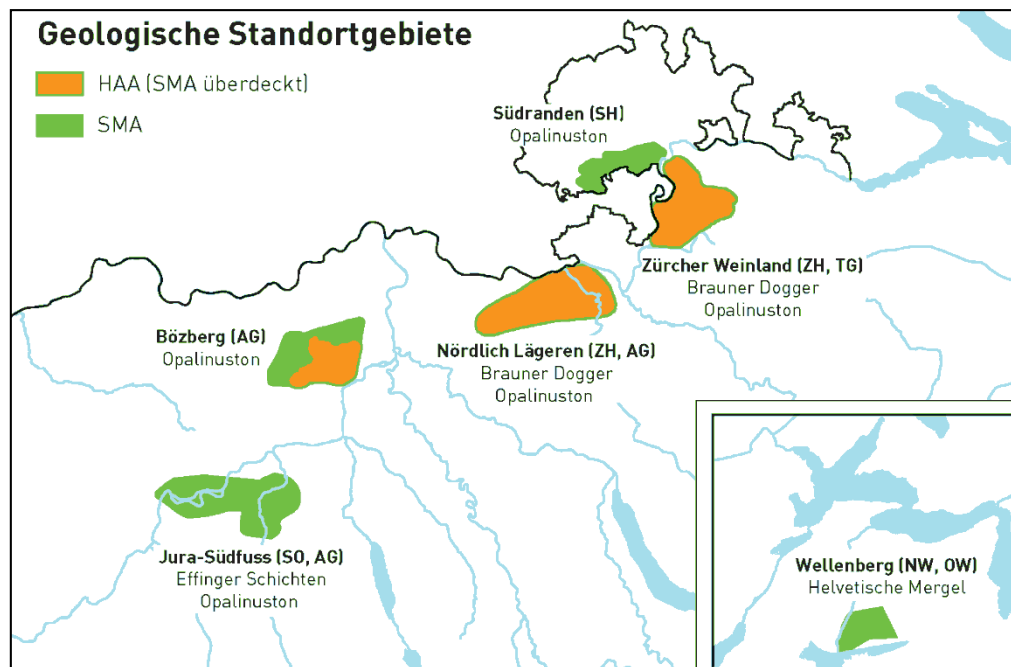 Geologische Standortgebiete
HAA (SMA überdeckt)
SMA
Südranden (SH)
Opalinuston
Zürcher Weinland (ZH, TG)
Brauner Dogger
Opalinuston
Bözberg (AG)
Opalinuston
Nördlich Lägeren (ZH, AG)
Brauner Dogger
Opalinuston
Jura-Südfuss (SO, AG)
Effinger Schichten
Opalinuston
Wellenberg (NW, OW)
Helvetische Mergel